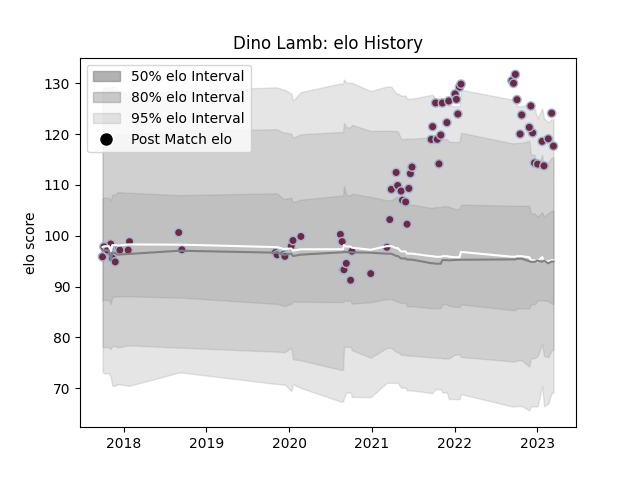 Dino Lamb: elo History
50% elo Interval
80% elo Interval
95% elo Interval
Post Match elo
elo score
130
120
110
100
90
80
70
2018
2019
2020
2021
2022
2023